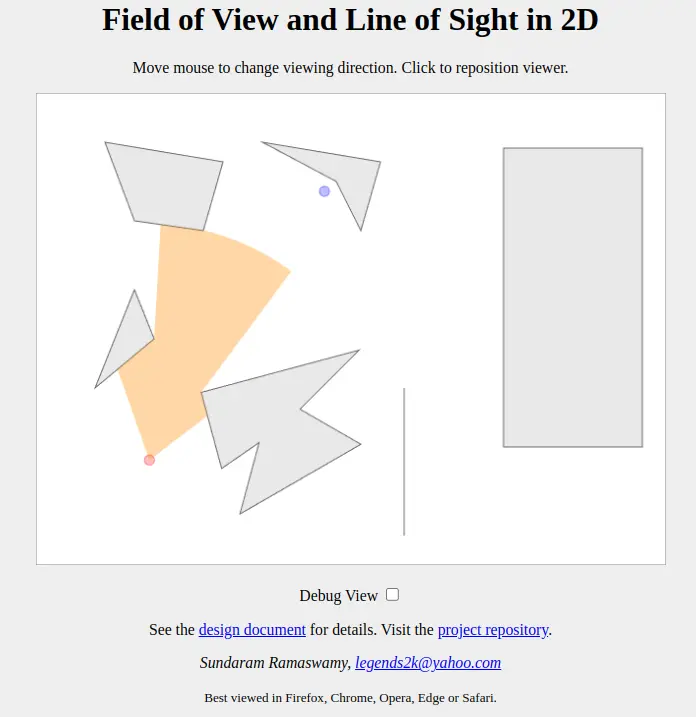 Field of View and Line of Sight in 2D
Move mouse to change viewing direction. Click to reposition viewer.
Debug View
See the design document for details. Visit the project repository.
Sundaram Ramaswamy, legends2k@yahoo.com
Best viewed in Firefox, Chrome, Opera, Edge or Safari.